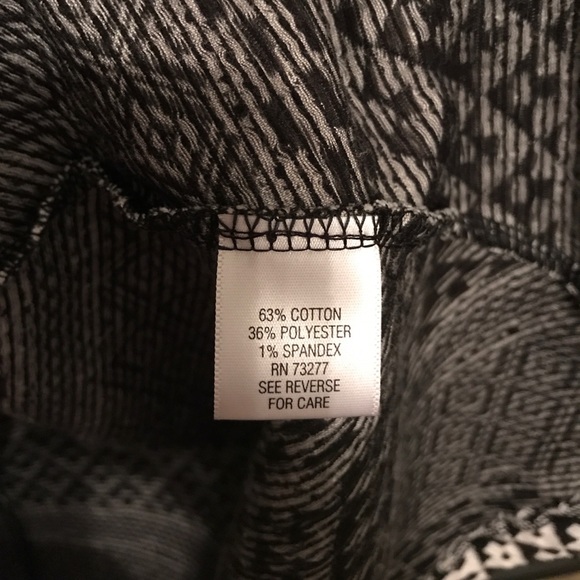 63% COTTON
36% POLYESTER
1% SPANDEX
RN 73277
SEE REVERSE
FOR CARE